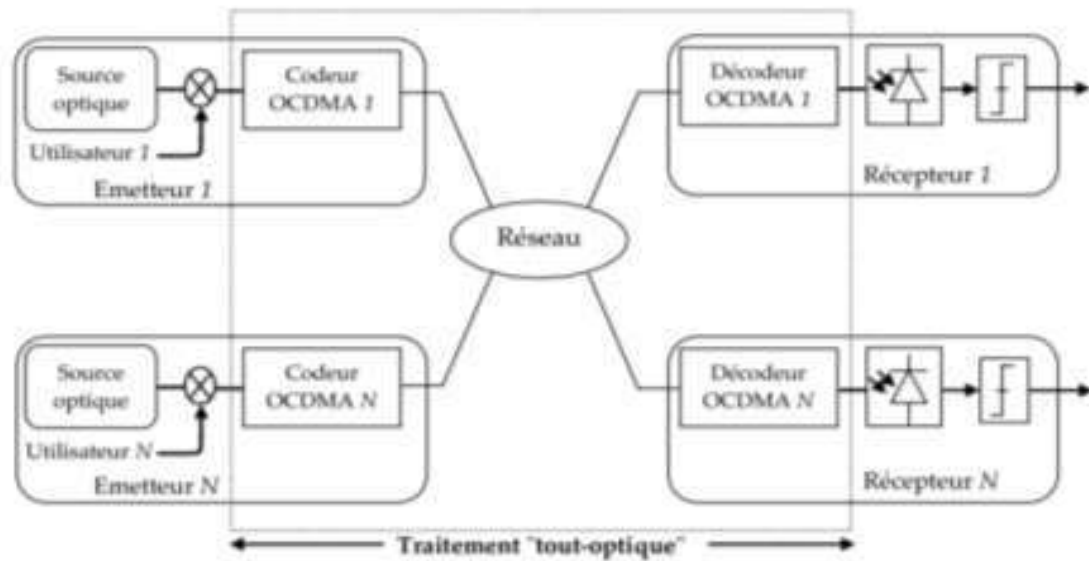 Source
optique
Codeur
OCDMA 1
Utilisateur 1
Emetteur 1
Décodeur
OCDMA 1
Récepteur 1
Réseau
Source
optique
Codeur
OCDMA N
Utilisateur N
Emetteur N
Décodeur
OCDMA N
Récepteur N
Traitement "tout-optique"